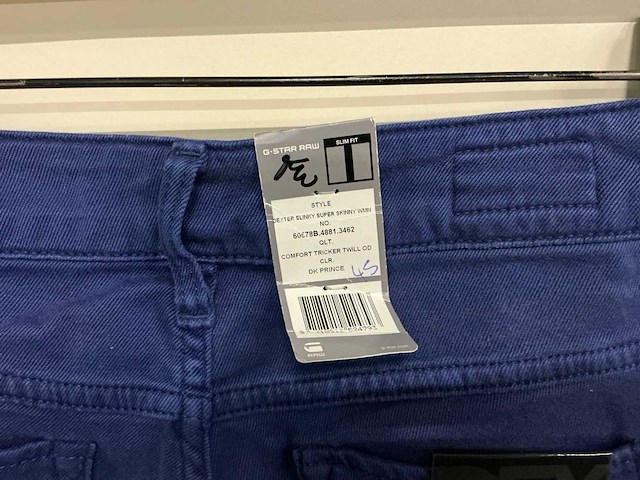 G-STAR RAW
SLIM FIT
STYLE
DEXTER SLINKY SUPER SKINNY WMN
NO.
60678B.4881.3462
QLT.
COMFORT TRICKER TWILL OD
CLR.
DK PRINCE
45